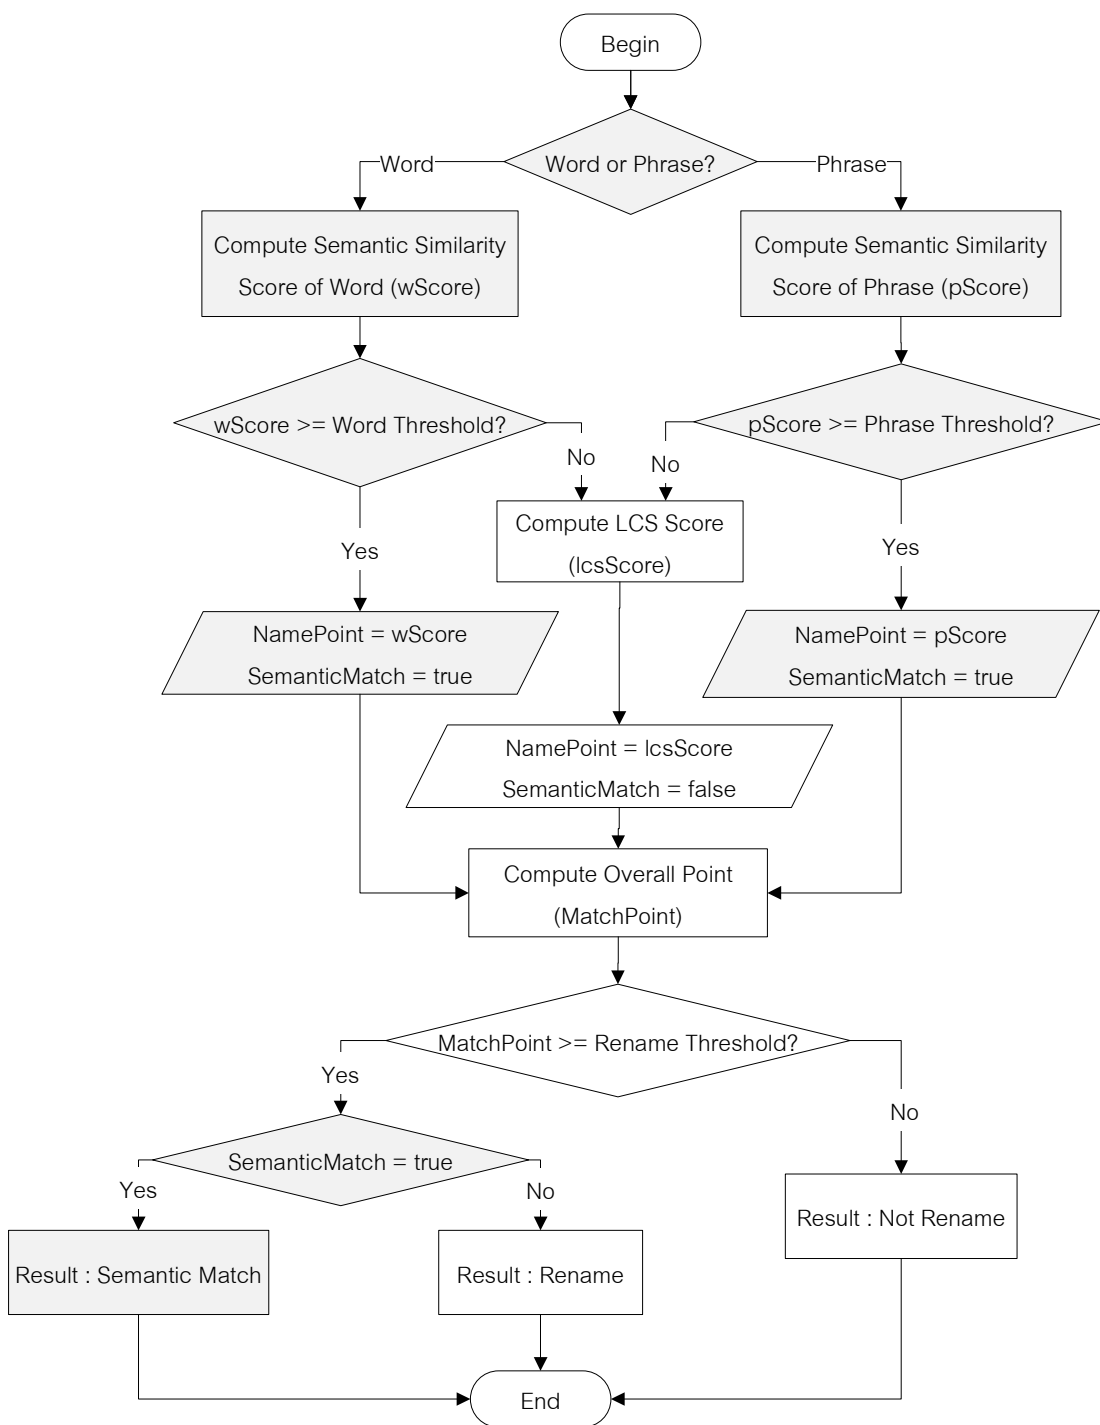 Begin
Word or Phrase?
Word
Phrase
Compute Semantic Similarity
Score of Word (wScore)
Compute Semantic Similarity
Score of Phrase (pScore)
wScore >= Word Threshold?
pScore >= Phrase Threshold?
No
No
Compute LCS Score
(lcsScore)
Yes
Yes
NamePoint = wScore
SemanticMatch = true
NamePoint = pScore
SemanticMatch = true
NamePoint = lcsScore
SemanticMatch = false
Compute Overall Point
(MatchPoint)
MatchPoint >= Rename Threshold?
Yes
No
SemanticMatch = true
Yes
No
Result : Not Rename
Result : Semantic Match
Result : Rename
End